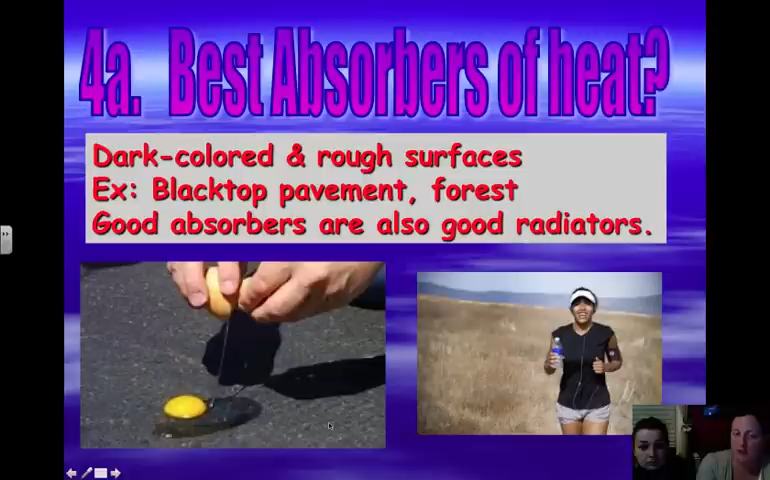 4a. Best Absorbers of heat?
Dark-colored & rough surfaces
Ex: Blacktop pavement, forest
Good absorbers are also good radiators.